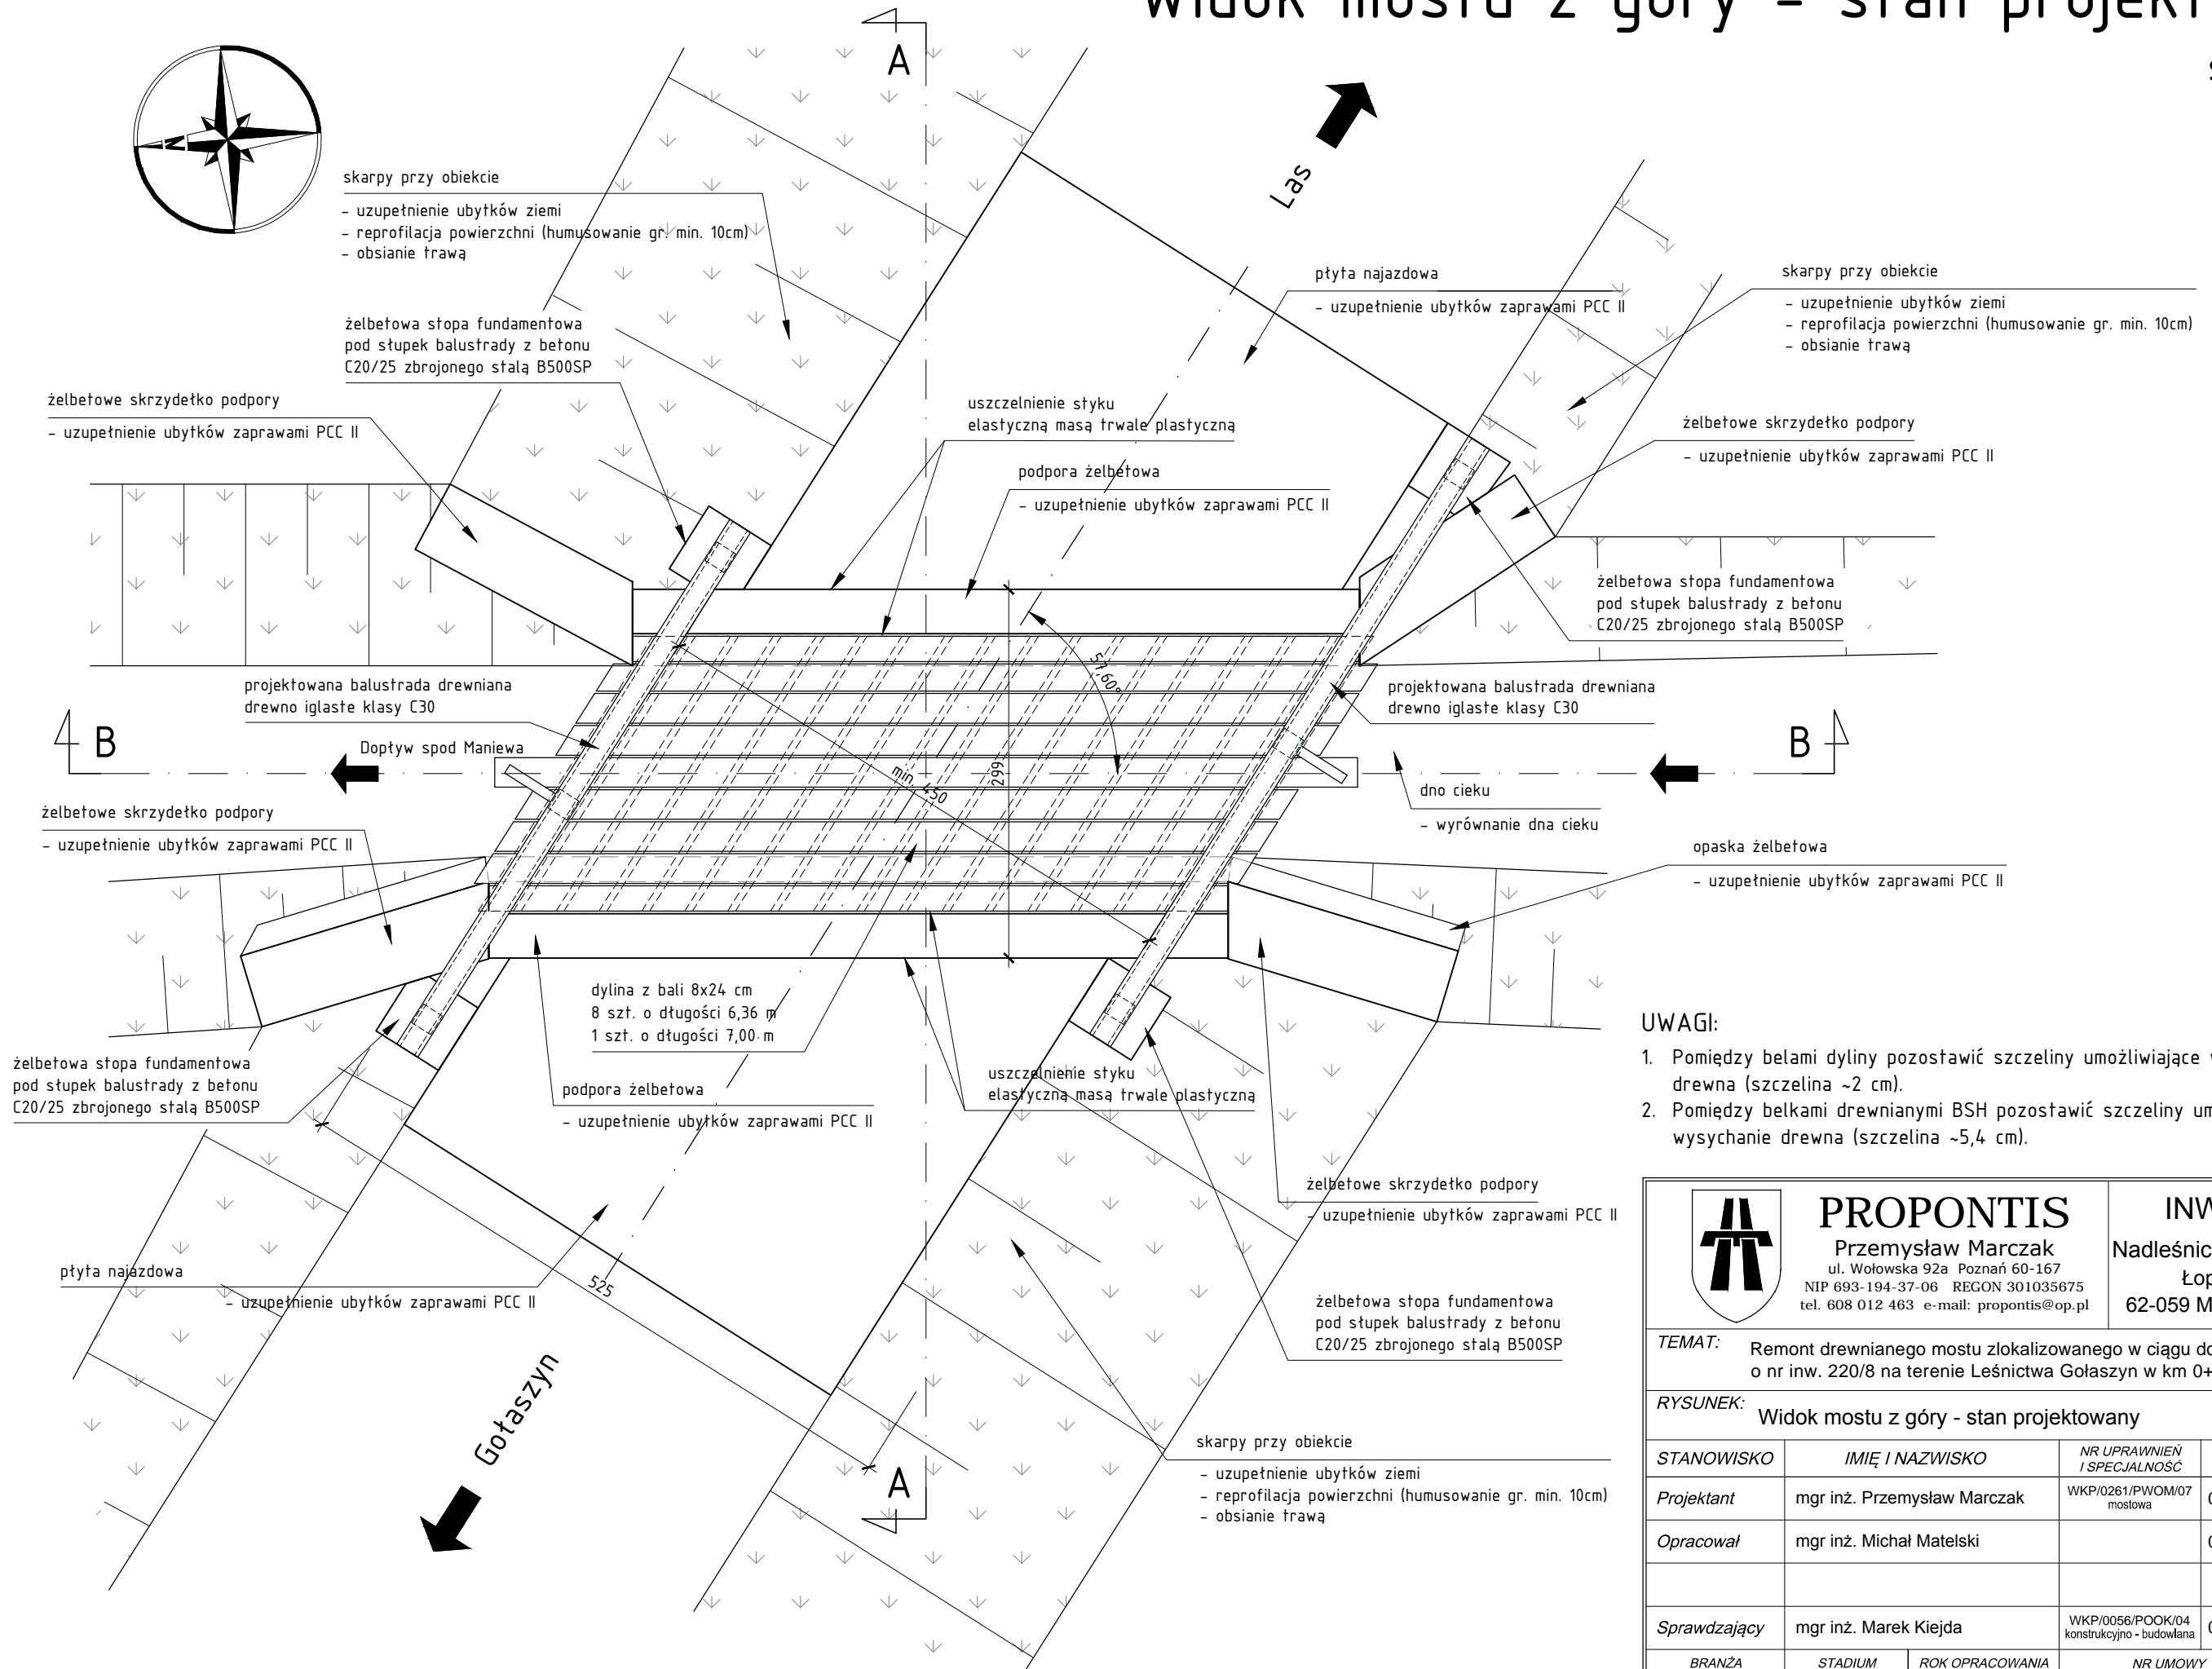 Widok mostu z góry - stan
A
N
Las
skarpy przy obiekcie
- uzupełnienie ubytków ziemi
- reprofilacja powierzchni (humusowanie gr. min. 10cm)
- obsianie trawą
płyta najazdowa
- uzupełnienie ubytków zaprawami PCC II
skarpy przy obiekcie
- uzupełnienie ubytków ziemi
- reprofilacja powierzchni (humusowanie gr. min. 10cm)
- obsianie trawą
żelbetowa stopa fundamentowa
pod słupek balustrady z betonu
C20/25 zbrojonego stalą B500SP
żelbetowe skrzydełko podpory
- uzupełnienie ubytków zaprawami PCC II
uszczelnienie styku
elastyczną masą trwale plastyczną
żelbetowe skrzydełko podpory
- uzupełnienie ubytków zaprawami PCC II
podpora żelbetowa
- uzupełnienie ubytków zaprawami PCC II
żelbetowa stopa fundamentowa
pod słupek balustrady z betonu
C20/25 zbrojonego stalą B500SP
57,60°
projektowana balustrada drewniana
drewno iglaste klasy C30
projektowana balustrada drewniana
drewno iglaste klasy C30
B
Dopływ spod Maniewa
B
min. 450
299
dno cieku
- wyrównanie dna cieku
żelbetowe skrzydełko podpory
- uzupełnienie ubytków zaprawami PCC II
opaska żelbetowa
- uzupełnienie ubytków zaprawami PCC II
dylina z bali 8x24 cm
8 szt. o długości 6,36 m
1 szt. o długości 7,00 m
żelbetowa stopa fundamentowa
pod słupek balustrady z betonu
C20/25 zbrojonego stalą B500SP
podpora żelbetowa
- uzupełnienie ubytków zaprawami PCC II
uszczelnienie styku
elastyczną masą trwale plastyczną
żelbetowe skrzydełko podpory
- uzupełnienie ubytków zaprawami PCC II
płyta najazdowa
- uzupełnienie ubytków zaprawami PCC II
525
żelbetowa stopa fundamentowa
pod słupek balustrady z betonu
C20/25 zbrojonego stalą B500SP
Gołaszyn
skarpy przy obiekcie
- uzupełnienie ubytków ziemi
- reprofilacja powierzchni (humusowanie gr. min. 10cm)
- obsianie trawą
A
UWAGI:
1. Pomiędzy belami dyliny pozostawić szczeliny umożliwiające
drewna (szczelina ~2 cm).
2. Pomiędzy belkami drewnianymi BSH pozostawić szczeliny
wysychanie drewna (szczelina ~5,4 cm).
PROPONTIS
Przemysław Marczak
ul. Wołowska 92a Poznań 60-167
NIP 693-194-37-06 REGON 301035675
tel. 608 012 463 e-mail: propontis@op.pl
62-059
TEMAT: Remont drewnianego mostu zlokalizowanego w ciągu
o nr inw. 220/8 na terenie Leśnictwa Gołaszyn w km 0+
RYSUNEK: Widok mostu z góry - stan projektowany
STANOWISKO IMIĘ I NAZWISKO NR UPRAWNIEŃ
I SPECJALNOŚĆ
Projektant mgr inż. Przemysław Marczak WKP/0261/PWOM/07
mostowa
Opracował mgr inż. Michał Matelski
Sprawdzający mgr inż. Marek Kiejda WKP/0056/POOK/04
konstrukcyjno - budowlana
BRANŻA STADIUM ROK OPRACOWANIA NR UMOWY